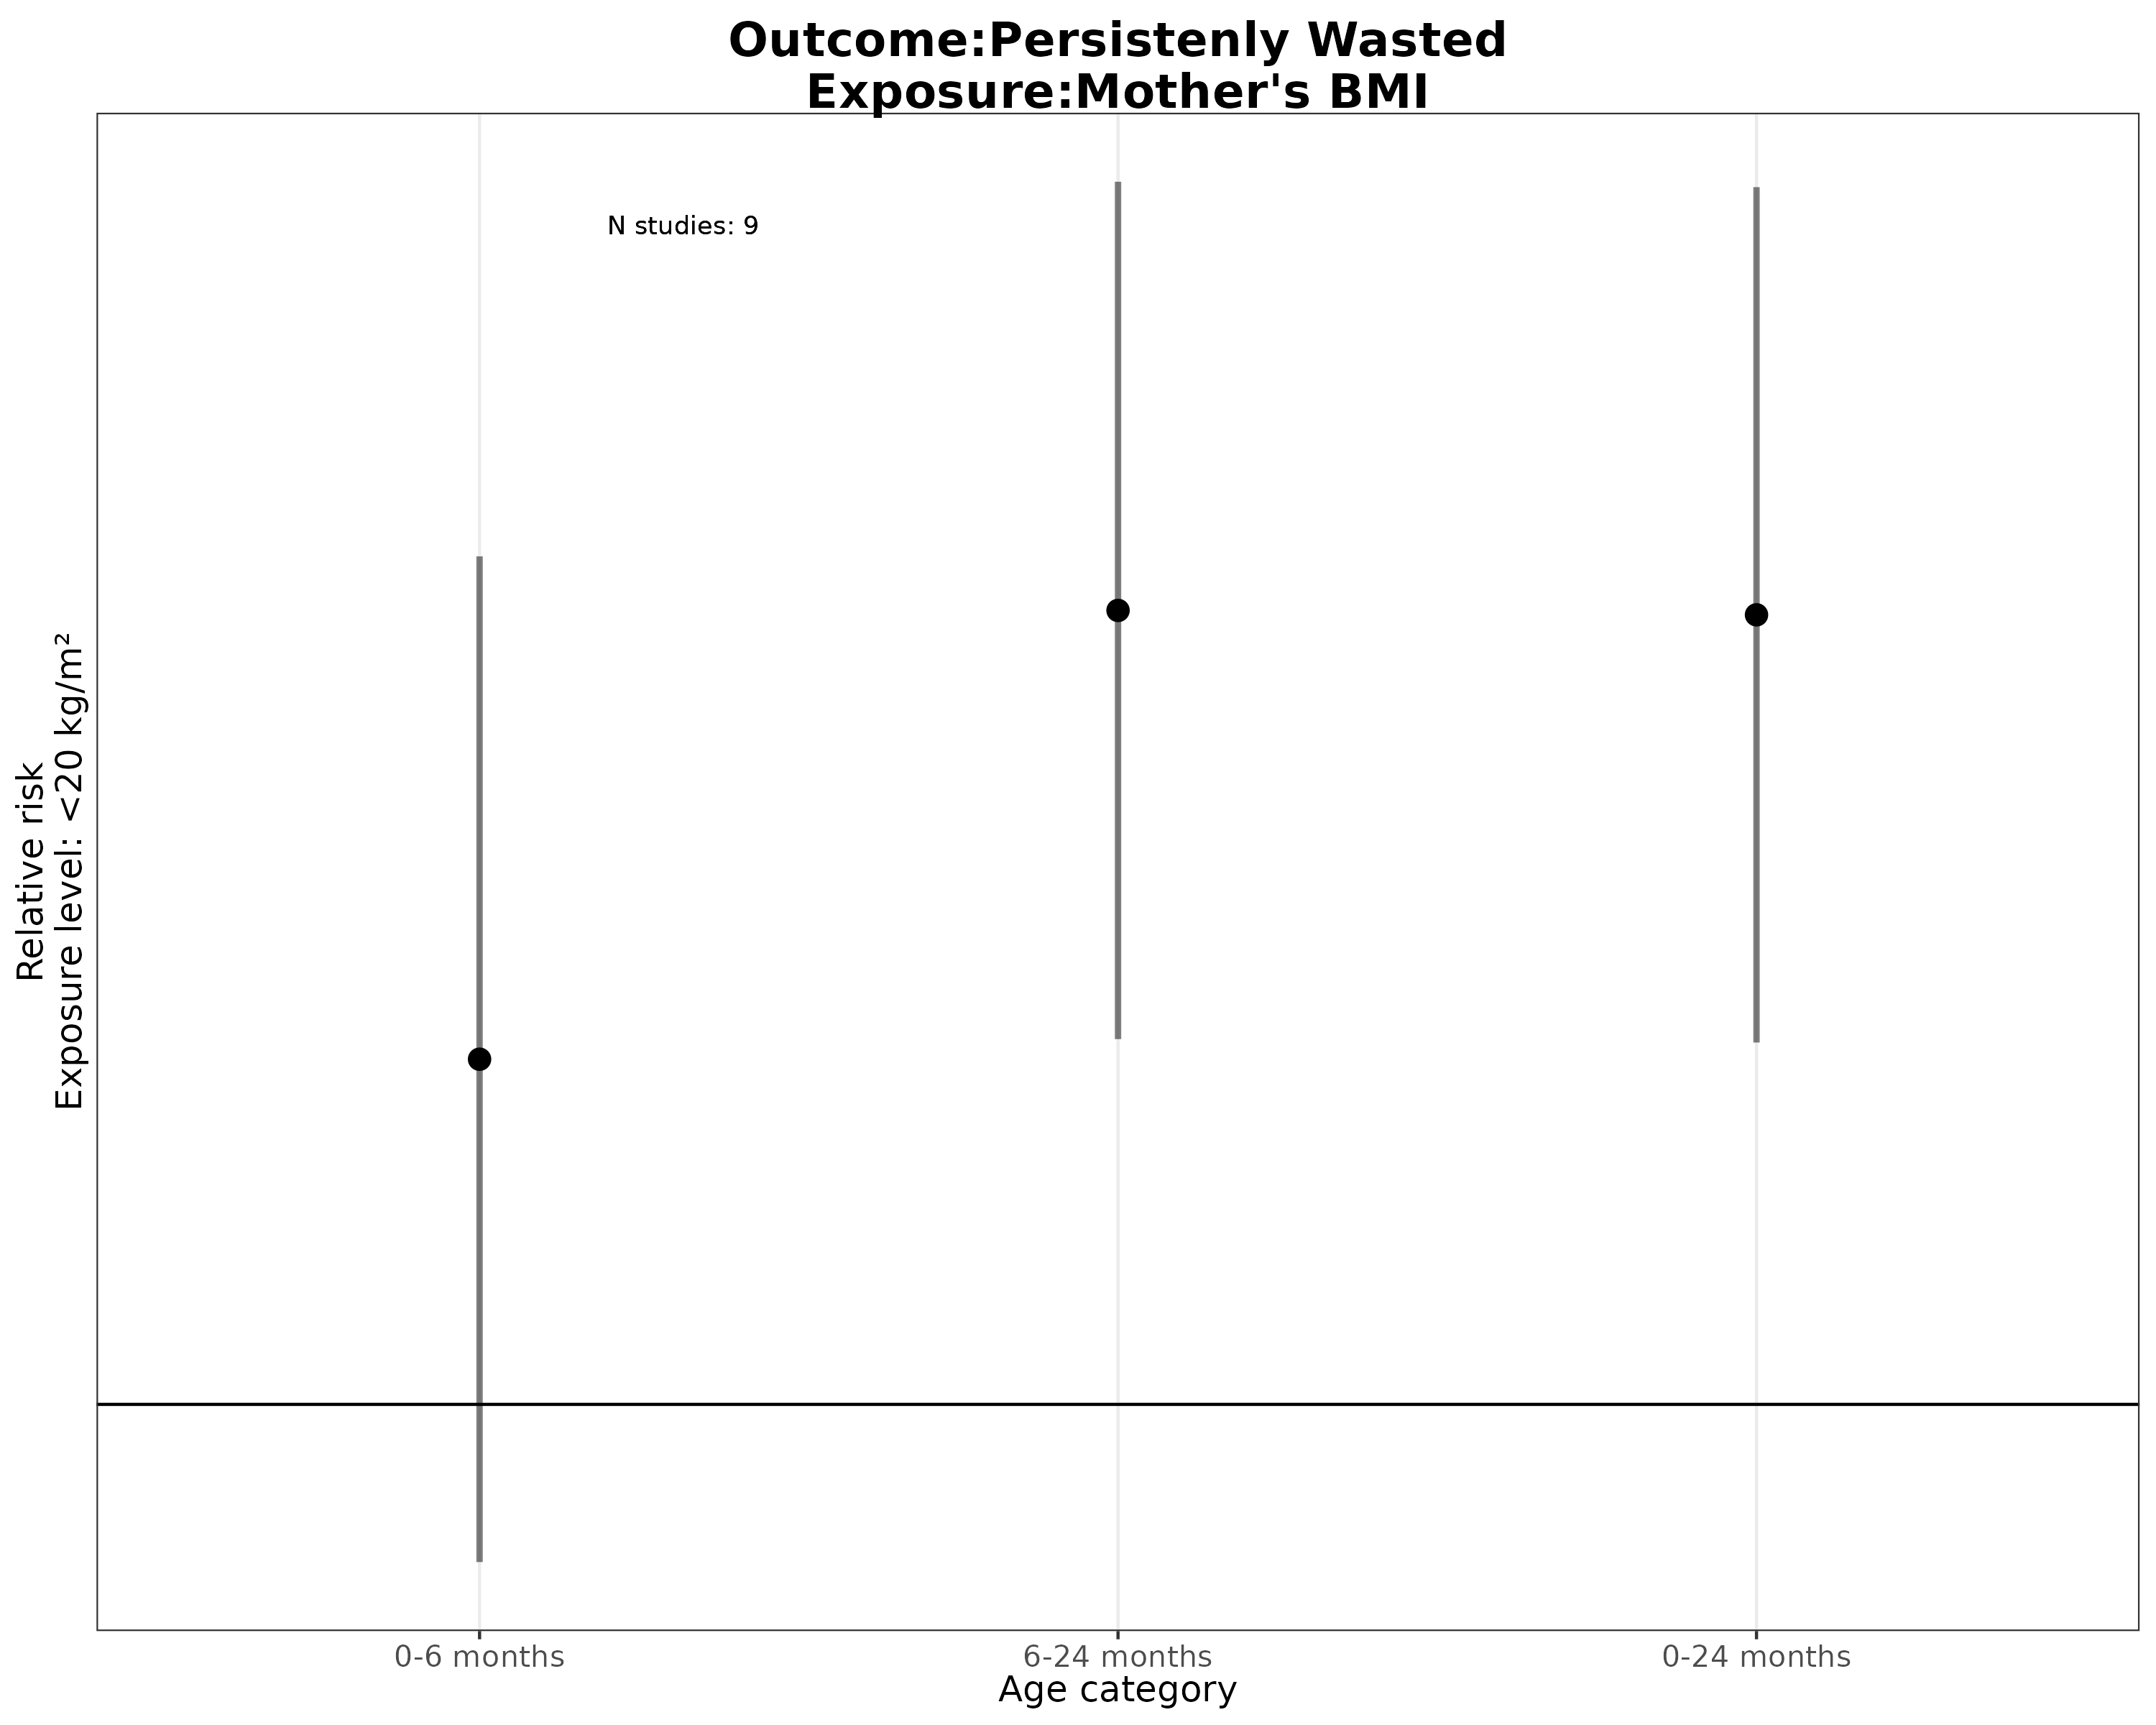 Outcome:Persistenly Wasted
Exposure:Mother's BMI
N studies: 9
Relative risk
Exposure level: <20 kg/m²
0-6 months
6-24 months
0-24 months
Age category